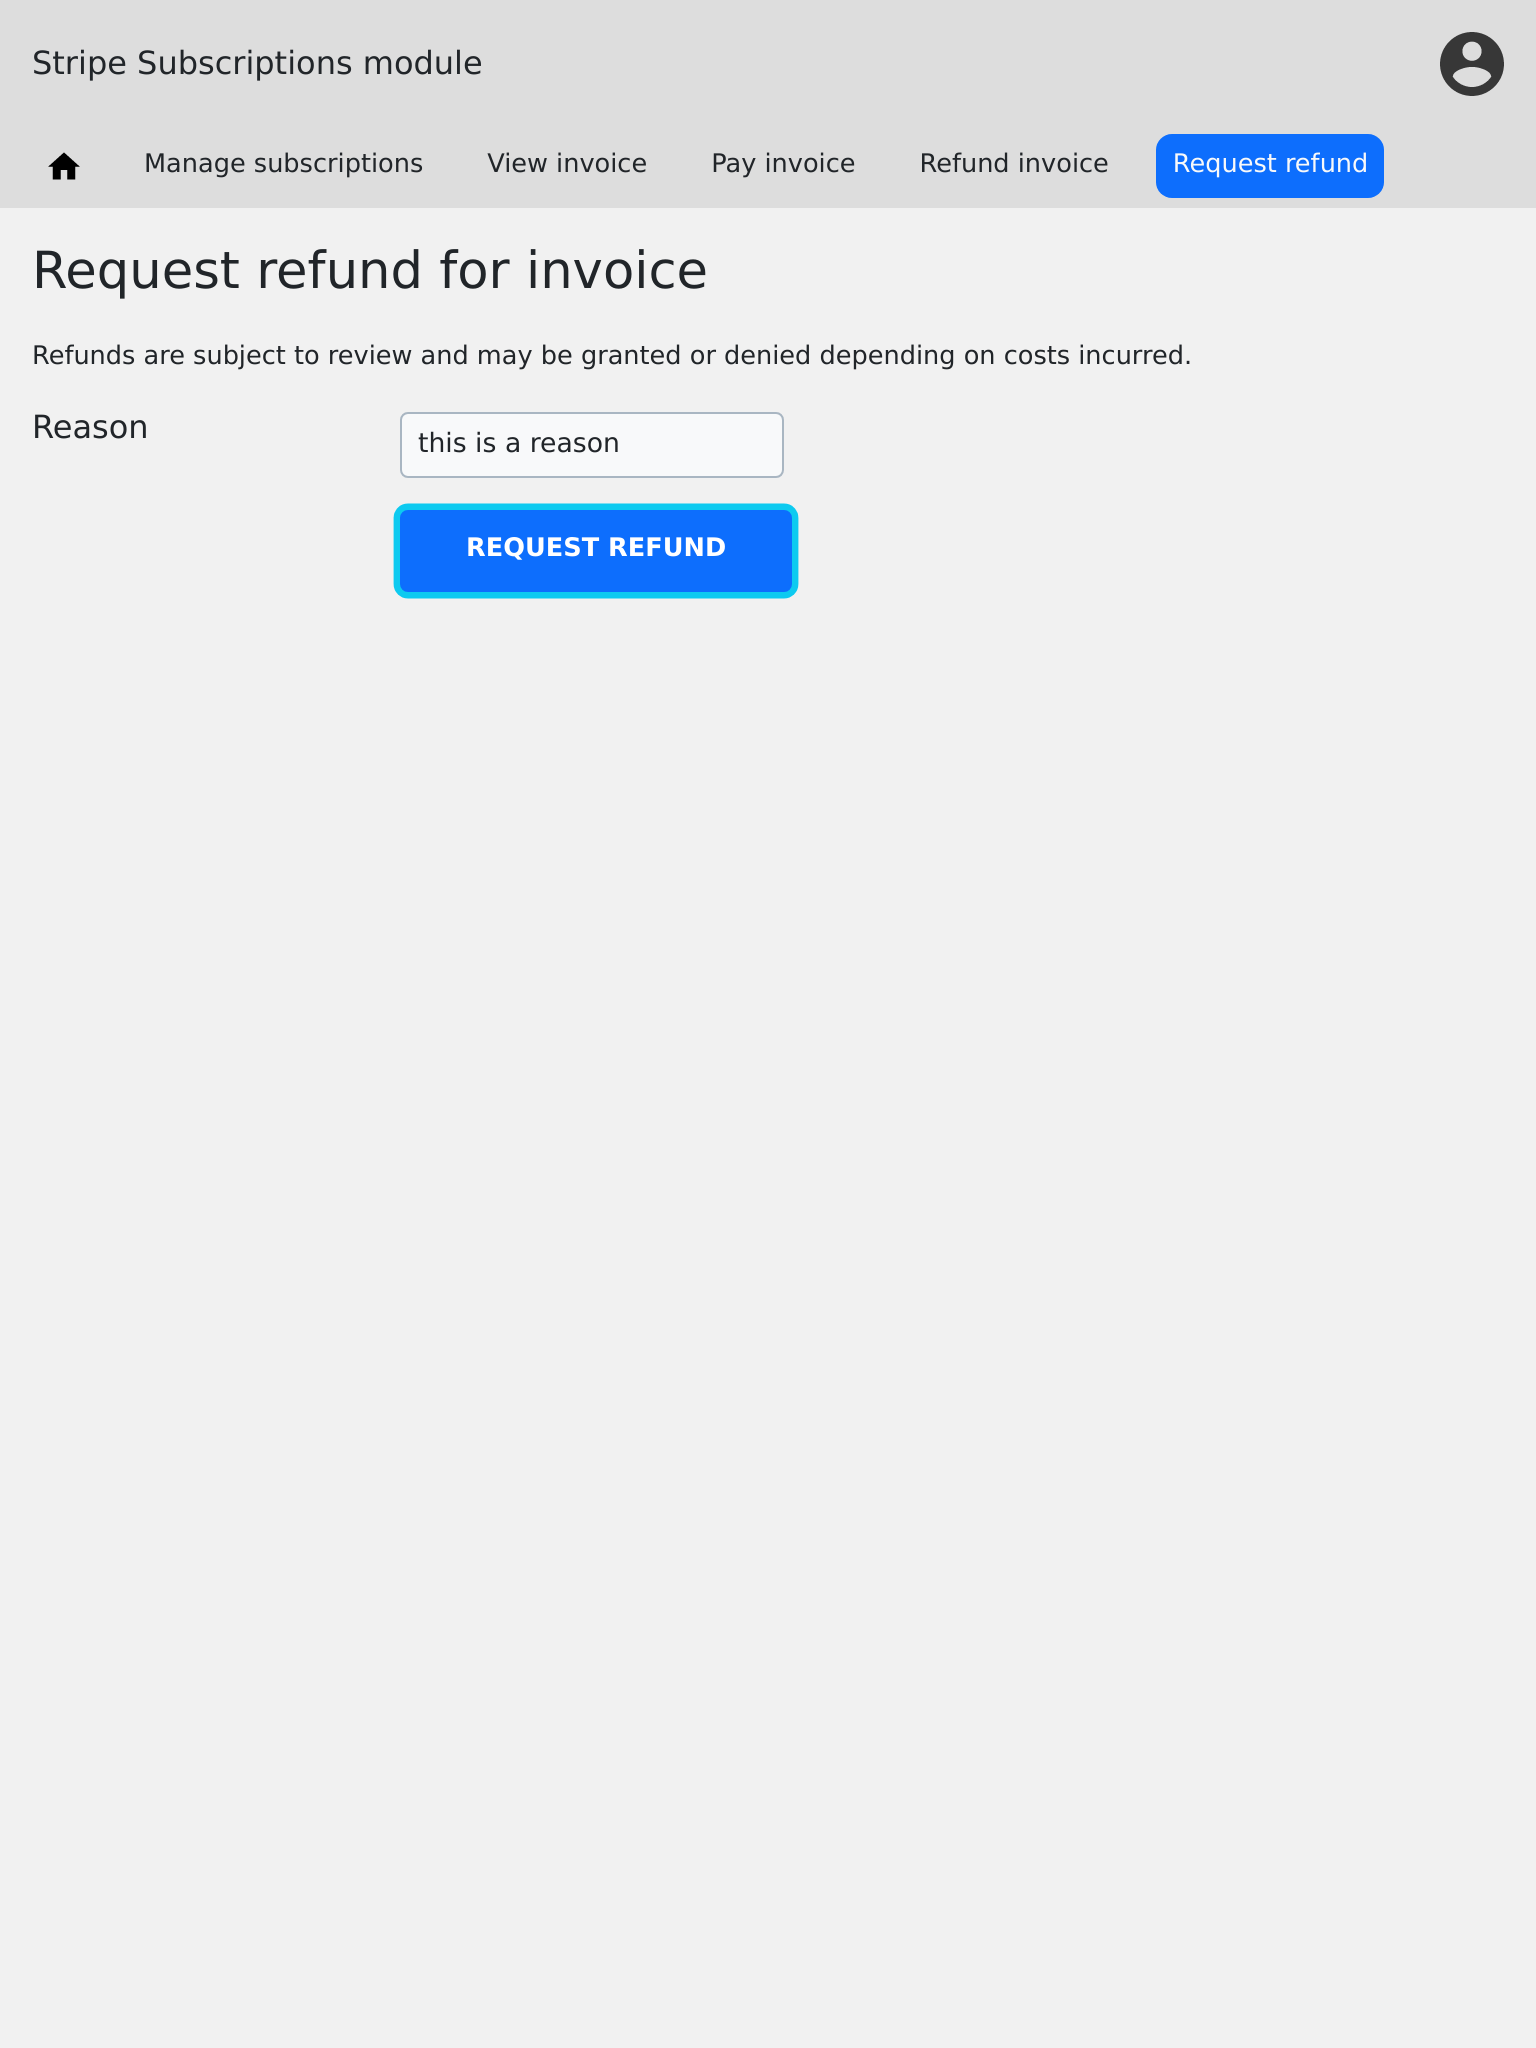 Stripe Subscriptions module
Manage subscriptions View invoice Pay invoice Refund invoice Request refund
Request refund for invoice
Refunds are subject to review and may be granted or denied depending on costs incurred.
Reason
this is a reason
REQUEST REFUND